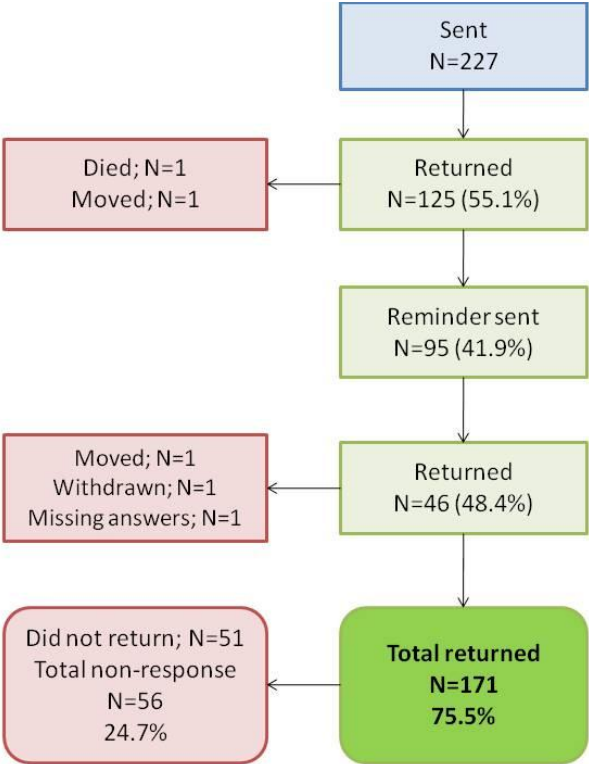 Sent
N=227
Died; N=1
Moved; N=1
Returned
N=125 (55.1%)
Reminder sent
N=95 (41.9%)
Moved; N=1
Withdrawn; N=1
Missing answers; N=1
Returned
N=46 (48.4%)
Did not return; N=51
Total non-response
N=56
24.7%
Total returned
N=171
75.5%